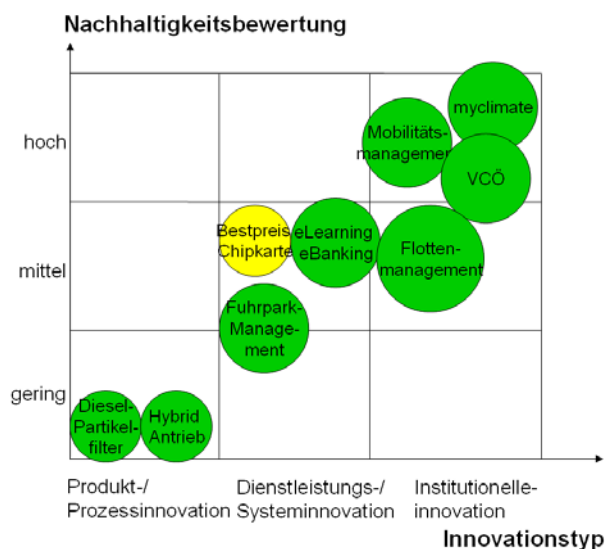 Nachhaltigkeitsbewertung
hoch
mittel
gering
myclimate
Mobilitäts-
management
VCÖ
Bestpreis
Chipkarte
eLearning
eBanking
Flotten-
management
Fuhrpark-
Manage-
ment
Diesel-
Partikel-
filter
Hybrid
Antrieb
Produkt-/
Prozessinnovation
Dienstleistungs-/
Systeminnovation
Institutionelle-
innovation
Innovationstyp